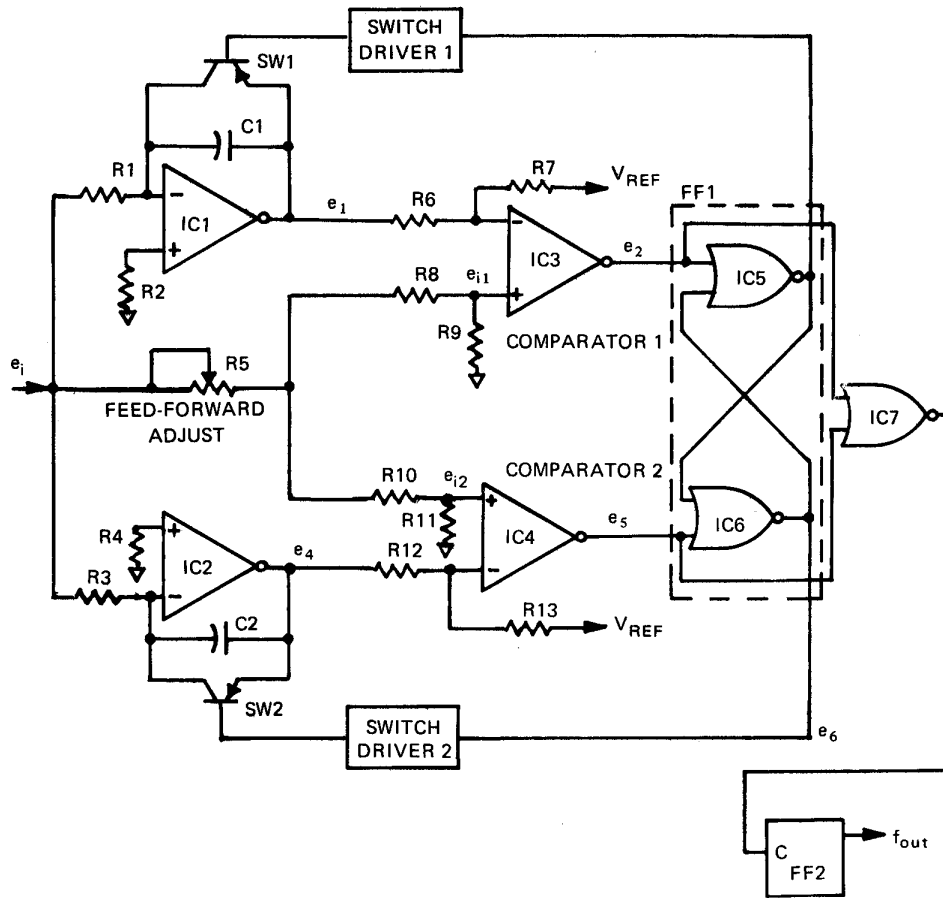 SWITCH
DRIVER 1
SW1
C1
R1
−
IC1
+
R2
e1
R6
R7
VREF
−
IC3
+
e2
FF1
IC5
R8
ei1
R9
COMPARATOR 1
ei
R5
FEED-FORWARD
ADJUST
IC7
COMPARATOR 2
R10
ei2
R11
+
IC4
−
e5
IC6
R4
+
IC2
−
R3
e4
R12
R13
VREF
C2
SW2
SWITCH
DRIVER 2
e6
C
FF2
fout